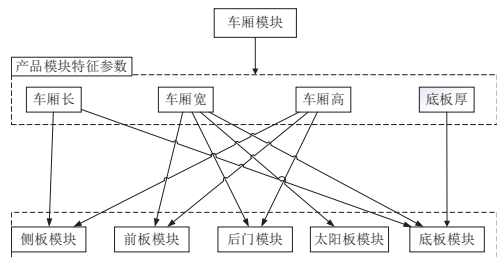 车厢模块
产品模块特征参数
车厢长 车厢宽 车厢高 底板厚
侧板模块 前板模块 后门模块 太阳板模块 底板模块